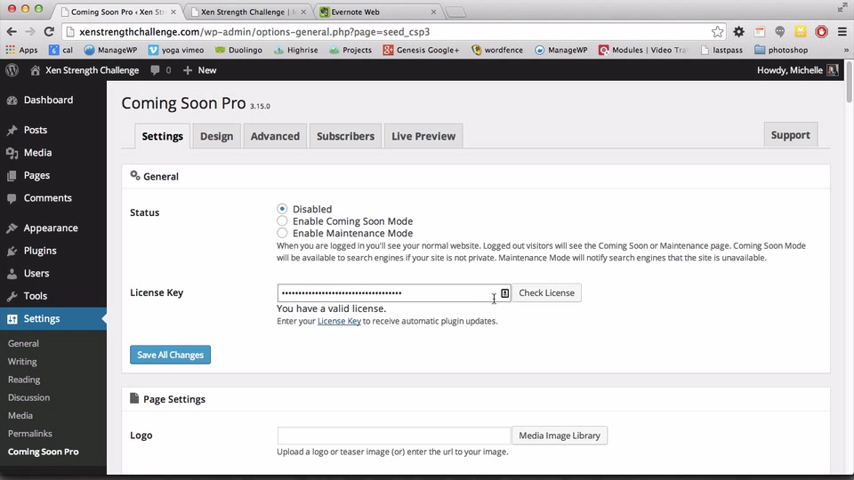 Coming Soon Pro ‹ Xen Str
Xen Strength Challenge |
Evernote Web
xenstrengthchallenge.com/wp-admin/options-general.php?page=seed_csp3
Apps
cal
ManageWP
yoga vimeo
Duolingo
Highrise
Projects
Genesis Google+
wordfence
ManageWP
Modules | Video Tra
lastpass
photoshop
Xen Strength Challenge
0
New
Howdy, Michelle
Dashboard
Posts
Media
Pages
Comments
Appearance
Plugins
Users
Tools
Settings
General
Writing
Reading
Discussion
Media
Permalinks
Coming Soon Pro
Coming Soon Pro 3.15.0
Settings
Design
Advanced
Subscribers
Live Preview
Support
General
Status
Disabled
Enable Coming Soon Mode
Enable Maintenance Mode
When you are logged in you'll see your normal website. Logged out visitors will see the Coming Soon or Maintenance page. Coming Soon Mode
will be available to search engines if your site is not private. Maintenance Mode will notify search engines that the site is unavailable.
License Key
Check License
You have a valid license.
Enter your License Key to receive automatic plugin updates.
Save All Changes
Page Settings
Logo
Media Image Library
Upload a logo or teaser image (or) enter the url to your image.